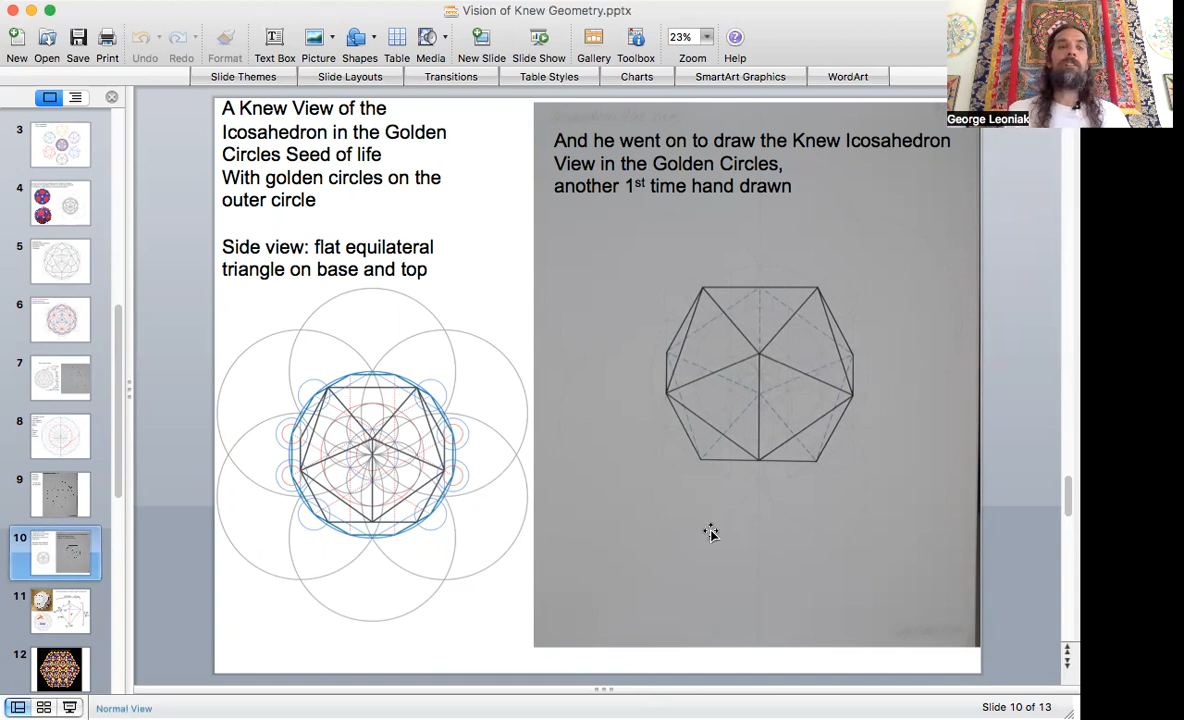 Vision of Knew Geometry.pptx
New Open Save Print Undo Redo Format Text Box Picture Shapes Table Media New Slide Slide Show Gallery Toolbox Zoom Help
23%
Slide Themes Slide Layouts Transitions Table Styles Charts SmartArt Graphics WordArt
George Leoniak
3
4
5
6
7
8
9
10
11
12
A Knew View of the
Icosahedron in the Golden
Circles Seed of life
With golden circles on the
outer circle
Side view: flat equilateral
triangle on base and top
And he went on to draw the Knew Icosahedron
View in the Golden Circles,
another 1st time hand drawn
Normal View
Slide 10 of 13